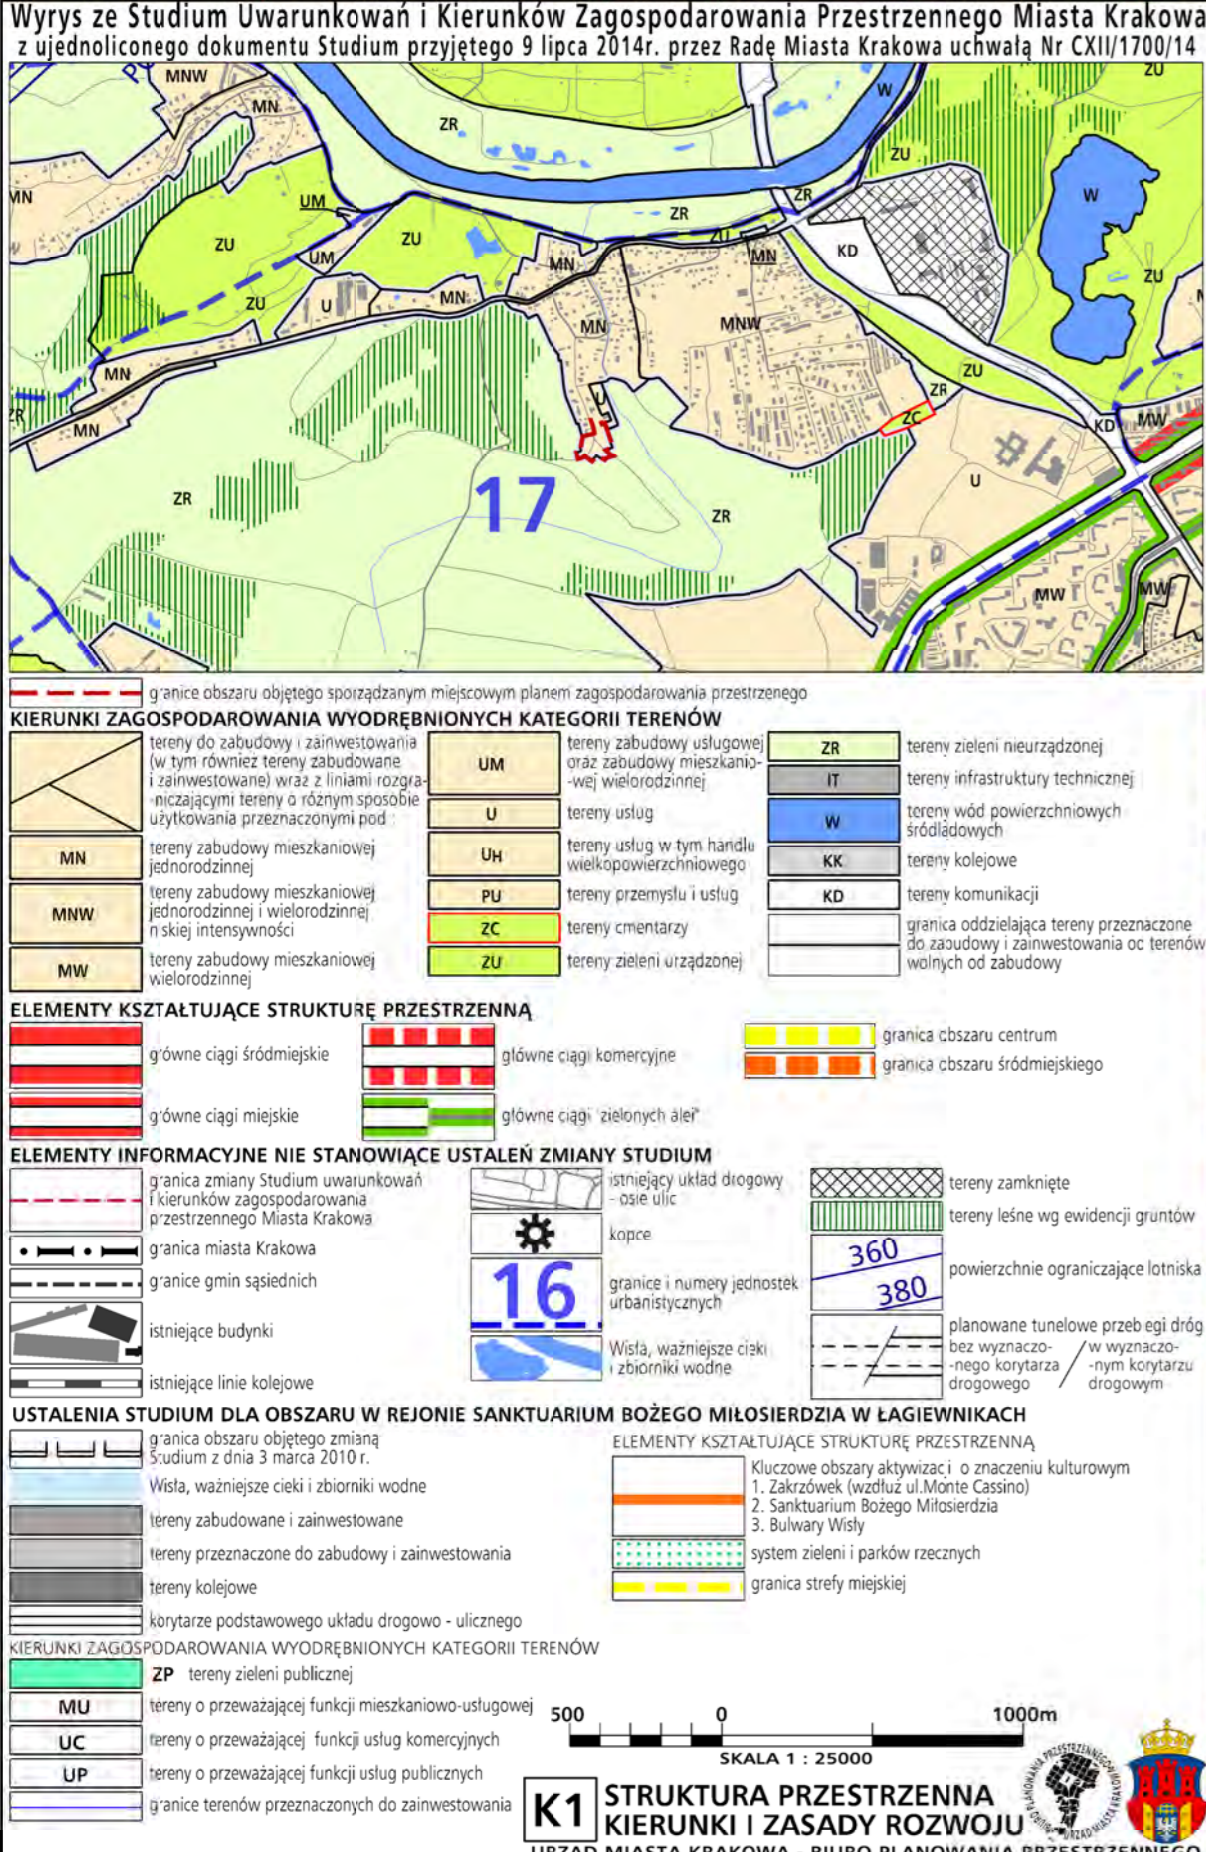 Wyrys ze Studium Uwarunkowań i Kierunków Zagospodarowania Przestrzennego Miasta Krakowa
z ujednoliconego dokumentu Studium przyjętego 9 lipca 2014r. przez Radę Miasta Krakowa uchwałą Nr CXII/1700/14
MNW
MN
ZR
W
ZU
ZU
MN
UM
ZU
ZU
UM
ZR
ZR
ZU
MN
KD
W
ZU
MN
ZU
U
MN
MN
MNW
MN
ZU
ZR
U
ZC
KD
MW
ZR
MN
ZR
17
ZR
U
MW
MW
granice obszaru objętego sporządzanym miejscowym planem zagospodarowania przestrzenego
KIERUNKI ZAGOSPODAROWANIA WYODRĘBNIONYCH KATEGORII TERENÓW
tereny do zabudowy i zainwestowania
(w tym również tereny zabudowane
i zainwestowane) wraz z liniami rozgra-
-niczającymi tereny o różnym sposobie
użytkowania przeznaczonymi pod :
MN
tereny zabudowy mieszkaniowej
jednorodzinnej
MNW
tereny zabudowy mieszkaniowej
jednorodzinnej i wielorodzinnej
niskiej intensywności
MW
tereny zabudowy mieszkaniowej
wielorodzinnej
UM
tereny zabudowy usługowej
oraz zabudowy mieszkanio-
-wej wielorodzinnej
U
tereny usług
UH
tereny usług w tym handlu
wielkopowierzchniowego
PU
tereny przemysłu i usług
ZC
tereny cmentarzy
ZU
tereny zieleni urządzonej
ZR
tereny zieleni nieurządzonej
IT
tereny infrastruktury technicznej
W
tereny wód powierzchniowych
śródlądowych
KK
tereny kolejowe
KD
tereny komunikacji
granica oddzielająca tereny przeznaczone
do zabudowy i zainwestowania od terenów
wolnych od zabudowy
ELEMENTY KSZTAŁTUJĄCE STRUKTURĘ PRZESTRZENNĄ
główne ciągi śródmiejskie
główne ciągi komercyjne
granica obszaru centrum
granica obszaru śródmiejskiego
główne ciągi miejskie
główne ciągi "zielonych alei"
ELEMENTY INFORMACYJNE NIE STANOWIĄCE USTALEŃ ZMIANY STUDIUM
granica zmiany Studium uwarunkowań
i kierunków zagospodarowania
przestrzennego Miasta Krakowa
granica miasta Krakowa
granice gmin sąsiednich
istniejące budynki
istniejące linie kolejowe
istniejący układ drogowy
- osie ulic
kopce
16
granice i numery jednostek
urbanistycznych
Wisła, ważniejsze cieki
i zbiorniki wodne
tereny zamknięte
tereny leśne wg ewidencji gruntów
360
380
powierzchnie ograniczające lotniska
planowane tunelowe przebiegi dróg
bez wyznaczo-
-nego korytarza
drogowego
w wyznaczo-
-nym korytarzu
drogowym
USTALENIA STUDIUM DLA OBSZARU W REJONIE SANKTUARIUM BOŻEGO MIŁOSIERDZIA W ŁAGIEWNIKACH
granica obszaru objętego zmianą
Studium z dnia 3 marca 2010 r.
Wisła, ważniejsze cieki i zbiorniki wodne
tereny zabudowane i zainwestowane
tereny przeznaczone do zabudowy i zainwestowania
tereny kolejowe
korytarze podstawowego układu drogowo - ulicznego
ELEMENTY KSZTAŁTUJĄCE STRUKTURĘ PRZESTRZENNĄ
Kluczowe obszary aktywizacji o znaczeniu kulturowym
1. Zakrzówek (wzdłuż ul.Monte Cassino)
2. Sanktuarium Bożego Miłosierdzia
3. Bulwary Wisły
system zieleni i parków rzecznych
granica strefy miejskiej
KIERUNKI ZAGOSPODAROWANIA WYODRĘBNIONYCH KATEGORII TERENÓW
ZP tereny zieleni publicznej
MU
tereny o przeważającej funkcji mieszkaniowo-usługowej
UC
tereny o przeważającej funkcji usług komercyjnych
UP
tereny o przeważającej funkcji usług publicznych
granice terenów przeznaczonych do zainwestowania
500 0 1000m
SKALA 1 : 25000
K1
STRUKTURA PRZESTRZENNA
KIERUNKI I ZASADY ROZWOJU
URZĄD MIASTA KRAKOWA - BIURO PLANOWANIA PRZESTRZENNEGO